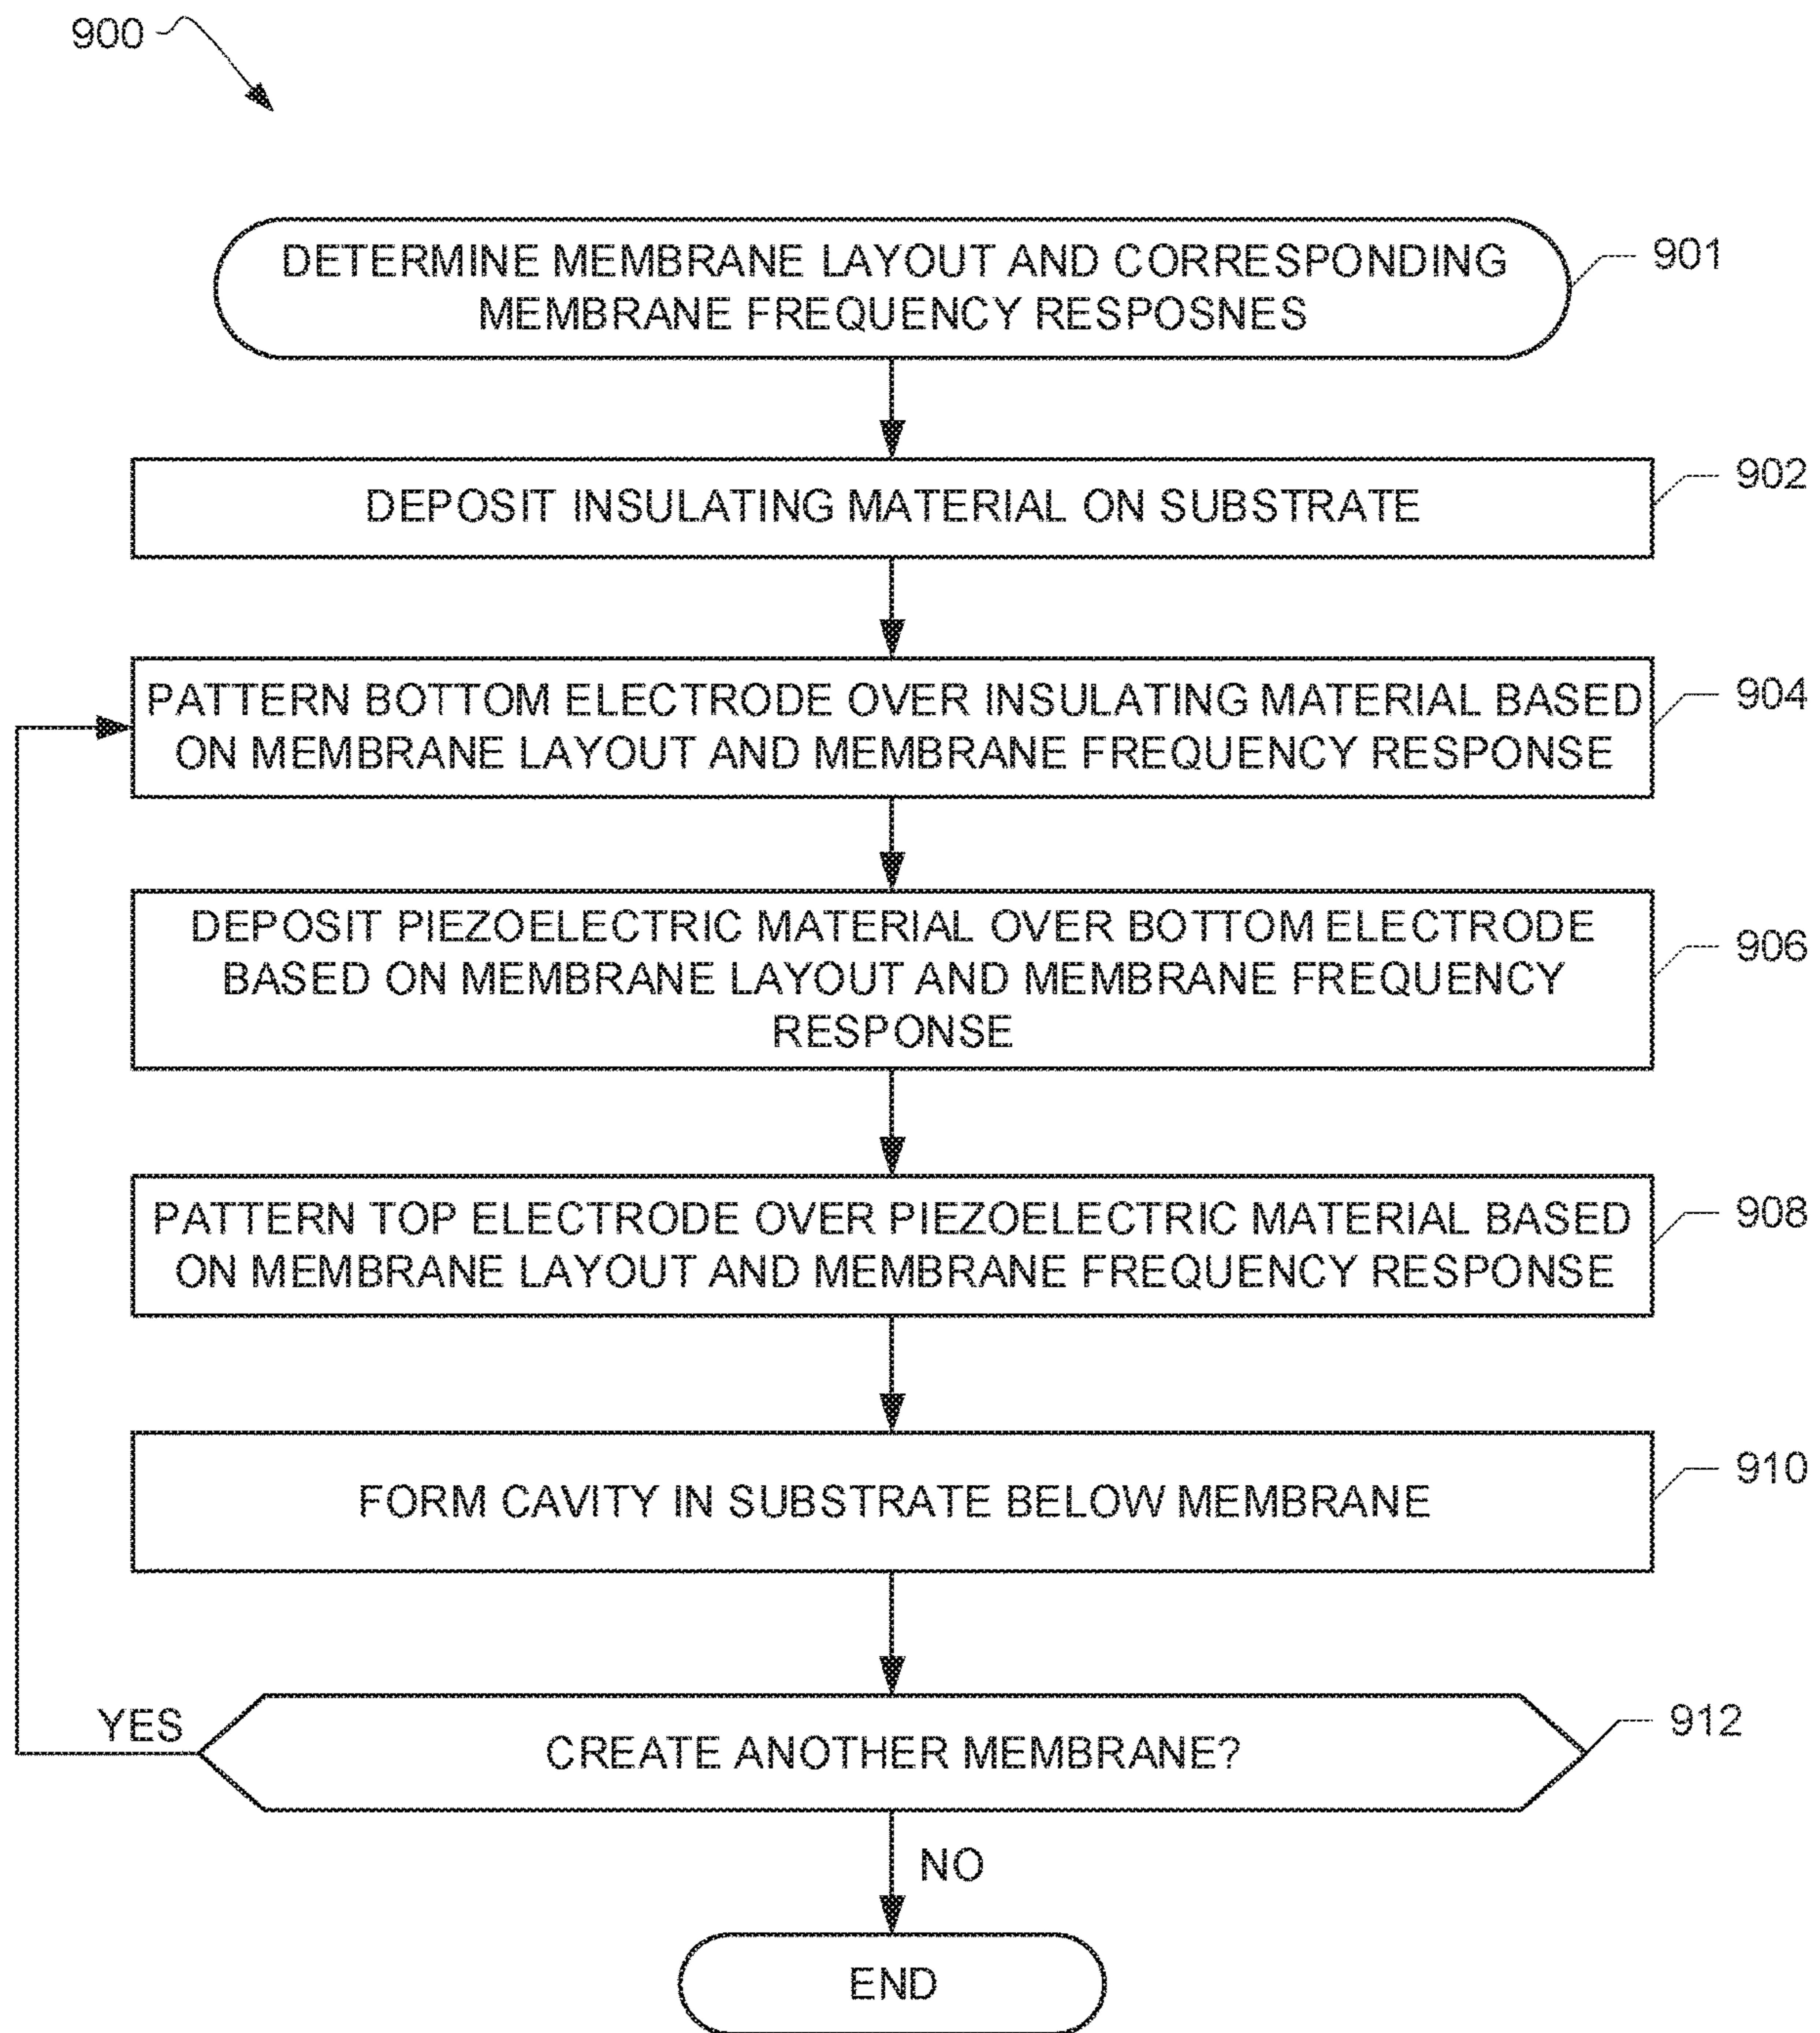 900
DETERMINE MEMBRANE LAYOUT AND CORRESPONDING
MEMBRANE FREQUENCY RESPOSNES
901
DEPOSIT INSULATING MATERIAL ON SUBSTRATE
902
PATTERN BOTTOM ELECTRODE OVER INSULATING MATERIAL BASED
ON MEMBRANE LAYOUT AND MEMBRANE FREQUENCY RESPONSE
904
DEPOSIT PIEZOELECTRIC MATERIAL OVER BOTTOM ELECTRODE
BASED ON MEMBRANE LAYOUT AND MEMBRANE FREQUENCY
RESPONSE
906
PATTERN TOP ELECTRODE OVER PIEZOELECTRIC MATERIAL BASED
ON MEMBRANE LAYOUT AND MEMBRANE FREQUENCY RESPONSE
908
FORM CAVITY IN SUBSTRATE BELOW MEMBRANE
910
YES
CREATE ANOTHER MEMBRANE?
912
NO
END